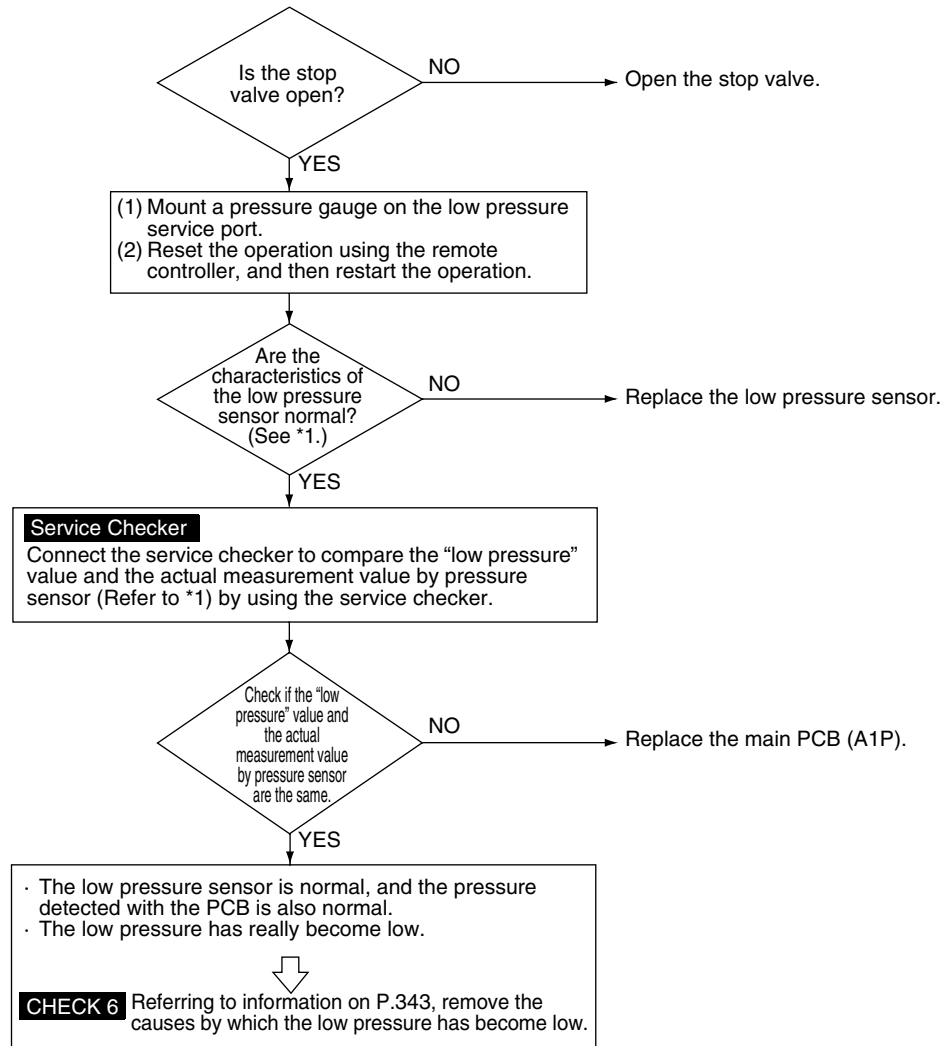 Is the stop
valve open?
NO
Open the stop valve.
YES
(1) Mount a pressure gauge on the low pressure
service port.
(2) Reset the operation using the remote
controller, and then restart the operation.
Are the
characteristics of
the low pressure
sensor normal?
(See *1.)
NO
Replace the low pressure sensor.
YES
Service Checker
Connect the service checker to compare the “low pressure”
value and the actual measurement value by pressure
sensor (Refer to *1) by using the service checker.
Check if the “low
pressure” value and
the actual
measurement value
by pressure sensor
are the same.
NO
Replace the main PCB (A1P).
YES
· The low pressure sensor is normal, and the pressure
detected with the PCB is also normal.
· The low pressure has really become low.
CHECK 6 Referring to information on P.343, remove the
causes by which the low pressure has become low.